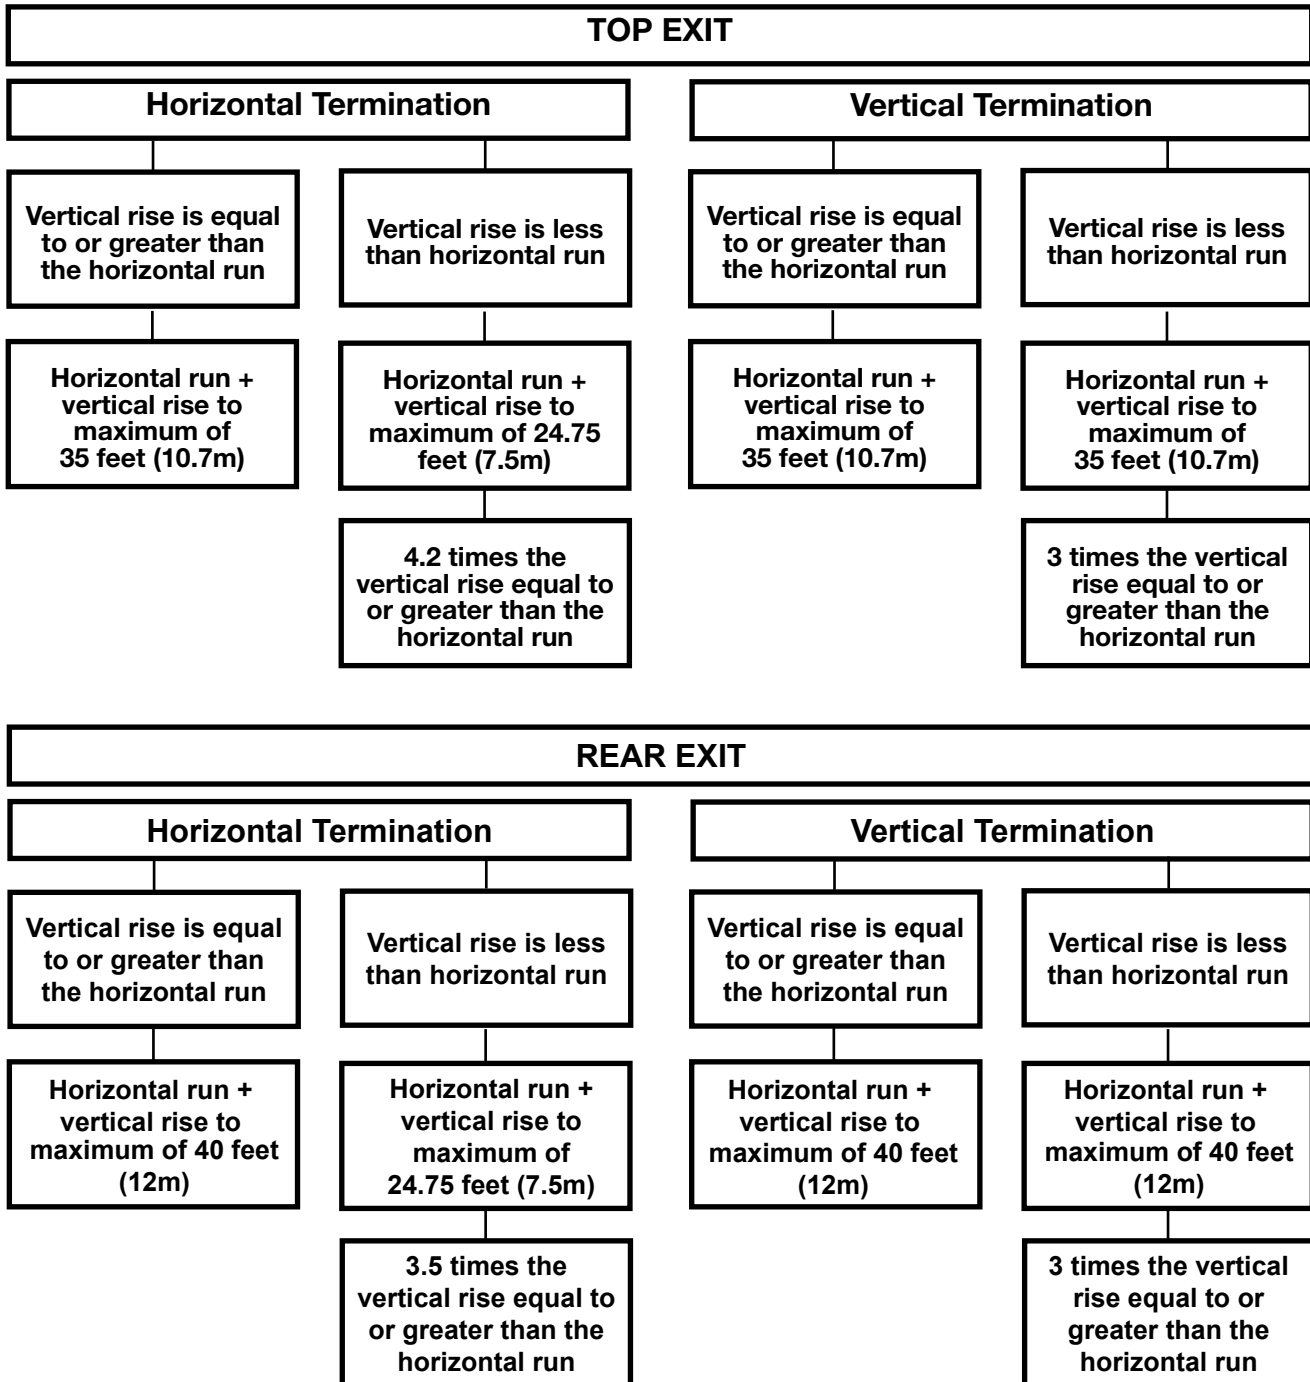 TOP EXIT
Horizontal Termination
Vertical Termination
Vertical rise is equal
to or greater than
the horizontal run
Vertical rise is less
than horizontal run
Vertical rise is equal
to or greater than
the horizontal run
Vertical rise is less
than horizontal run
Horizontal run +
vertical rise to
maximum of
35 feet (10.7m)
Horizontal run +
vertical rise to
maximum of 24.75
feet (7.5m)
Horizontal run +
vertical rise to
maximum of
35 feet (10.7m)
Horizontal run +
vertical rise to
maximum of
35 feet (10.7m)
4.2 times the
vertical rise equal to
or greater than the
horizontal run
3 times the vertical
rise equal to or
greater than the
horizontal run
REAR EXIT
Horizontal Termination
Vertical Termination
Vertical rise is equal
to or greater than
the horizontal run
Vertical rise is less
than horizontal run
Vertical rise is equal
to or greater than
the horizontal run
Vertical rise is less
than horizontal run
Horizontal run +
vertical rise to
maximum of 40 feet
(12m)
Horizontal run +
vertical rise to
maximum of
24.75 feet (7.5m)
Horizontal run +
vertical rise to
maximum of 40 feet
(12m)
Horizontal run +
vertical rise to
maximum of 40 feet
(12m)
3.5 times the
vertical rise equal to
or greater than the
horizontal run
3 times the vertical
rise equal to or
greater than the
horizontal run